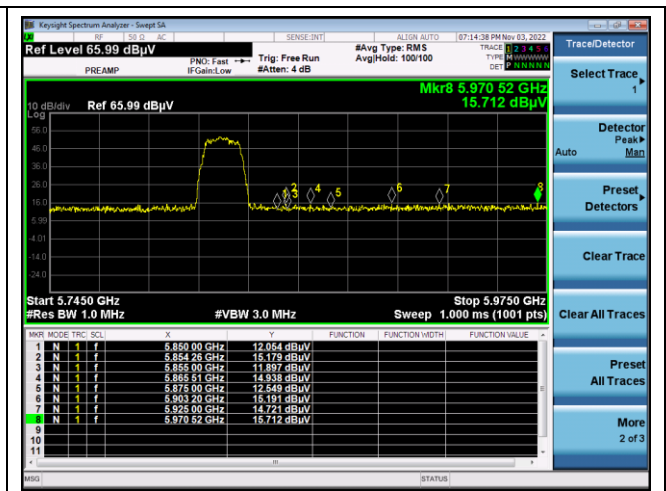 Keysight Spectrum Analyzer - Swept SA
RF 50 Ω AC SENSE:INT ALIGN AUTO 07:14:38 PM Nov 03, 2022
Ref Level 65.99 dBµV #Avg Type: RMS TRACE 1 2 3 4 5 6
PNO: Fast Trig: Free Run Avg|Hold: 100/100 TYPE M WWWWW
PREAMP IFGain:Low #Atten: 4 dB DET P N N N N N
Mkr8 5.970 52 GHz
10 dB/div Ref 65.99 dBµV 15.712 dBµV
Log
56.0
46.0
36.0
26.0
16.0
5.99
-4.01
-14.0
-24.0
2 3 4 5 6 7 8
Start 5.7450 GHz Stop 5.9750 GHz
#Res BW 1.0 MHz #VBW 3.0 MHz Sweep 1.000 ms (1001 pts)
MKR MODE TRC SCL X Y FUNCTION FUNCTION WIDTH FUNCTION VALUE
1 N 1 f 5.850 00 GHz 12.054 dBµV
2 N 1 f 5.854 26 GHz 15.179 dBµV
3 N 1 f 5.855 00 GHz 11.897 dBµV
4 N 1 f 5.865 51 GHz 14.938 dBµV
5 N 1 f 5.875 00 GHz 12.549 dBµV
6 N 1 f 5.903 20 GHz 15.191 dBµV
7 N 1 f 5.925 00 GHz 14.721 dBµV
8 N 1 f 5.970 52 GHz 15.712 dBµV
9
10
11
MSG STATUS
Trace/Detector
Select Trace
1
Detector
Peak
Auto Man
Preset
Detectors
Clear Trace
Clear All Traces
Preset
All Traces
More
2 of 3